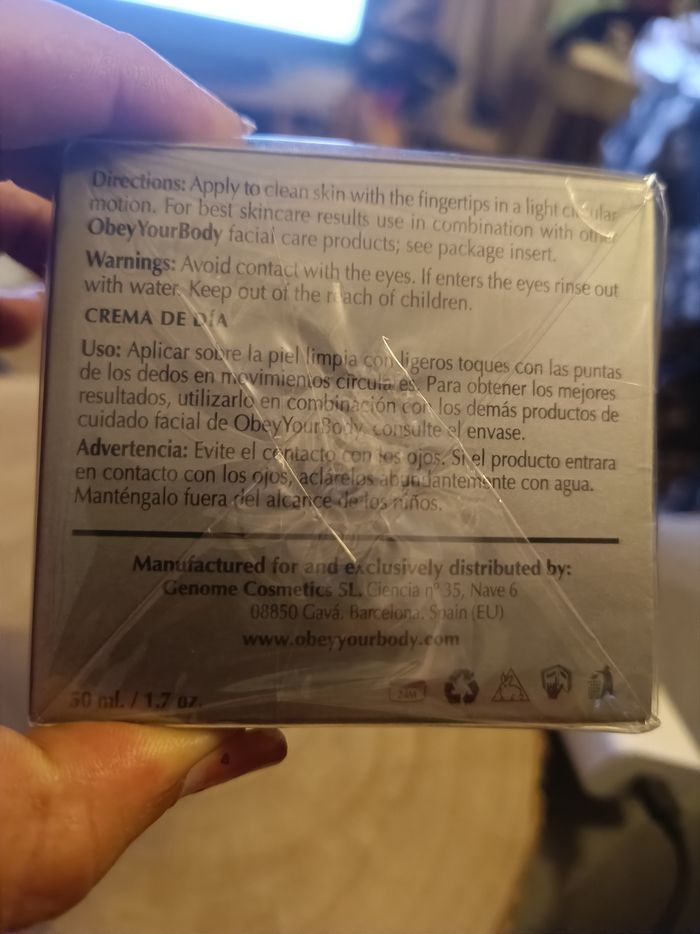 Directions: Apply to clean skin with the fingertips in a light circular
motion. For best skincare results use in combination with other
ObeyYourBody facial care products; see package insert.
Warnings: Avoid contact with the eyes. If enters the eyes rinse out
with water. Keep out of the reach of children.
CREMA DE DÍA
Uso: Aplicar sobre la piel limpia con ligeros toques con las puntas
de los dedos en movimientos circulares. Para obtener los mejores
resultados, utilizarlo en combinación con los demás productos de
cuidado facial de ObeyYourBody, consulte el envase.
Advertencia: Evite el contacto con los ojos. Si el producto entrara
en contacto con los ojos, aclárelos abundantemente con agua.
Manténgalo fuera del alcance de los niños.
Manufactured for and exclusively distributed by:
Genome Cosmetics SL. Ciencia nº 35, Nave 6
08850 Gavá. Barcelona. Spain (EU)
www.obeyyourbody.com
50 ml. / 1.7 oz.
24M